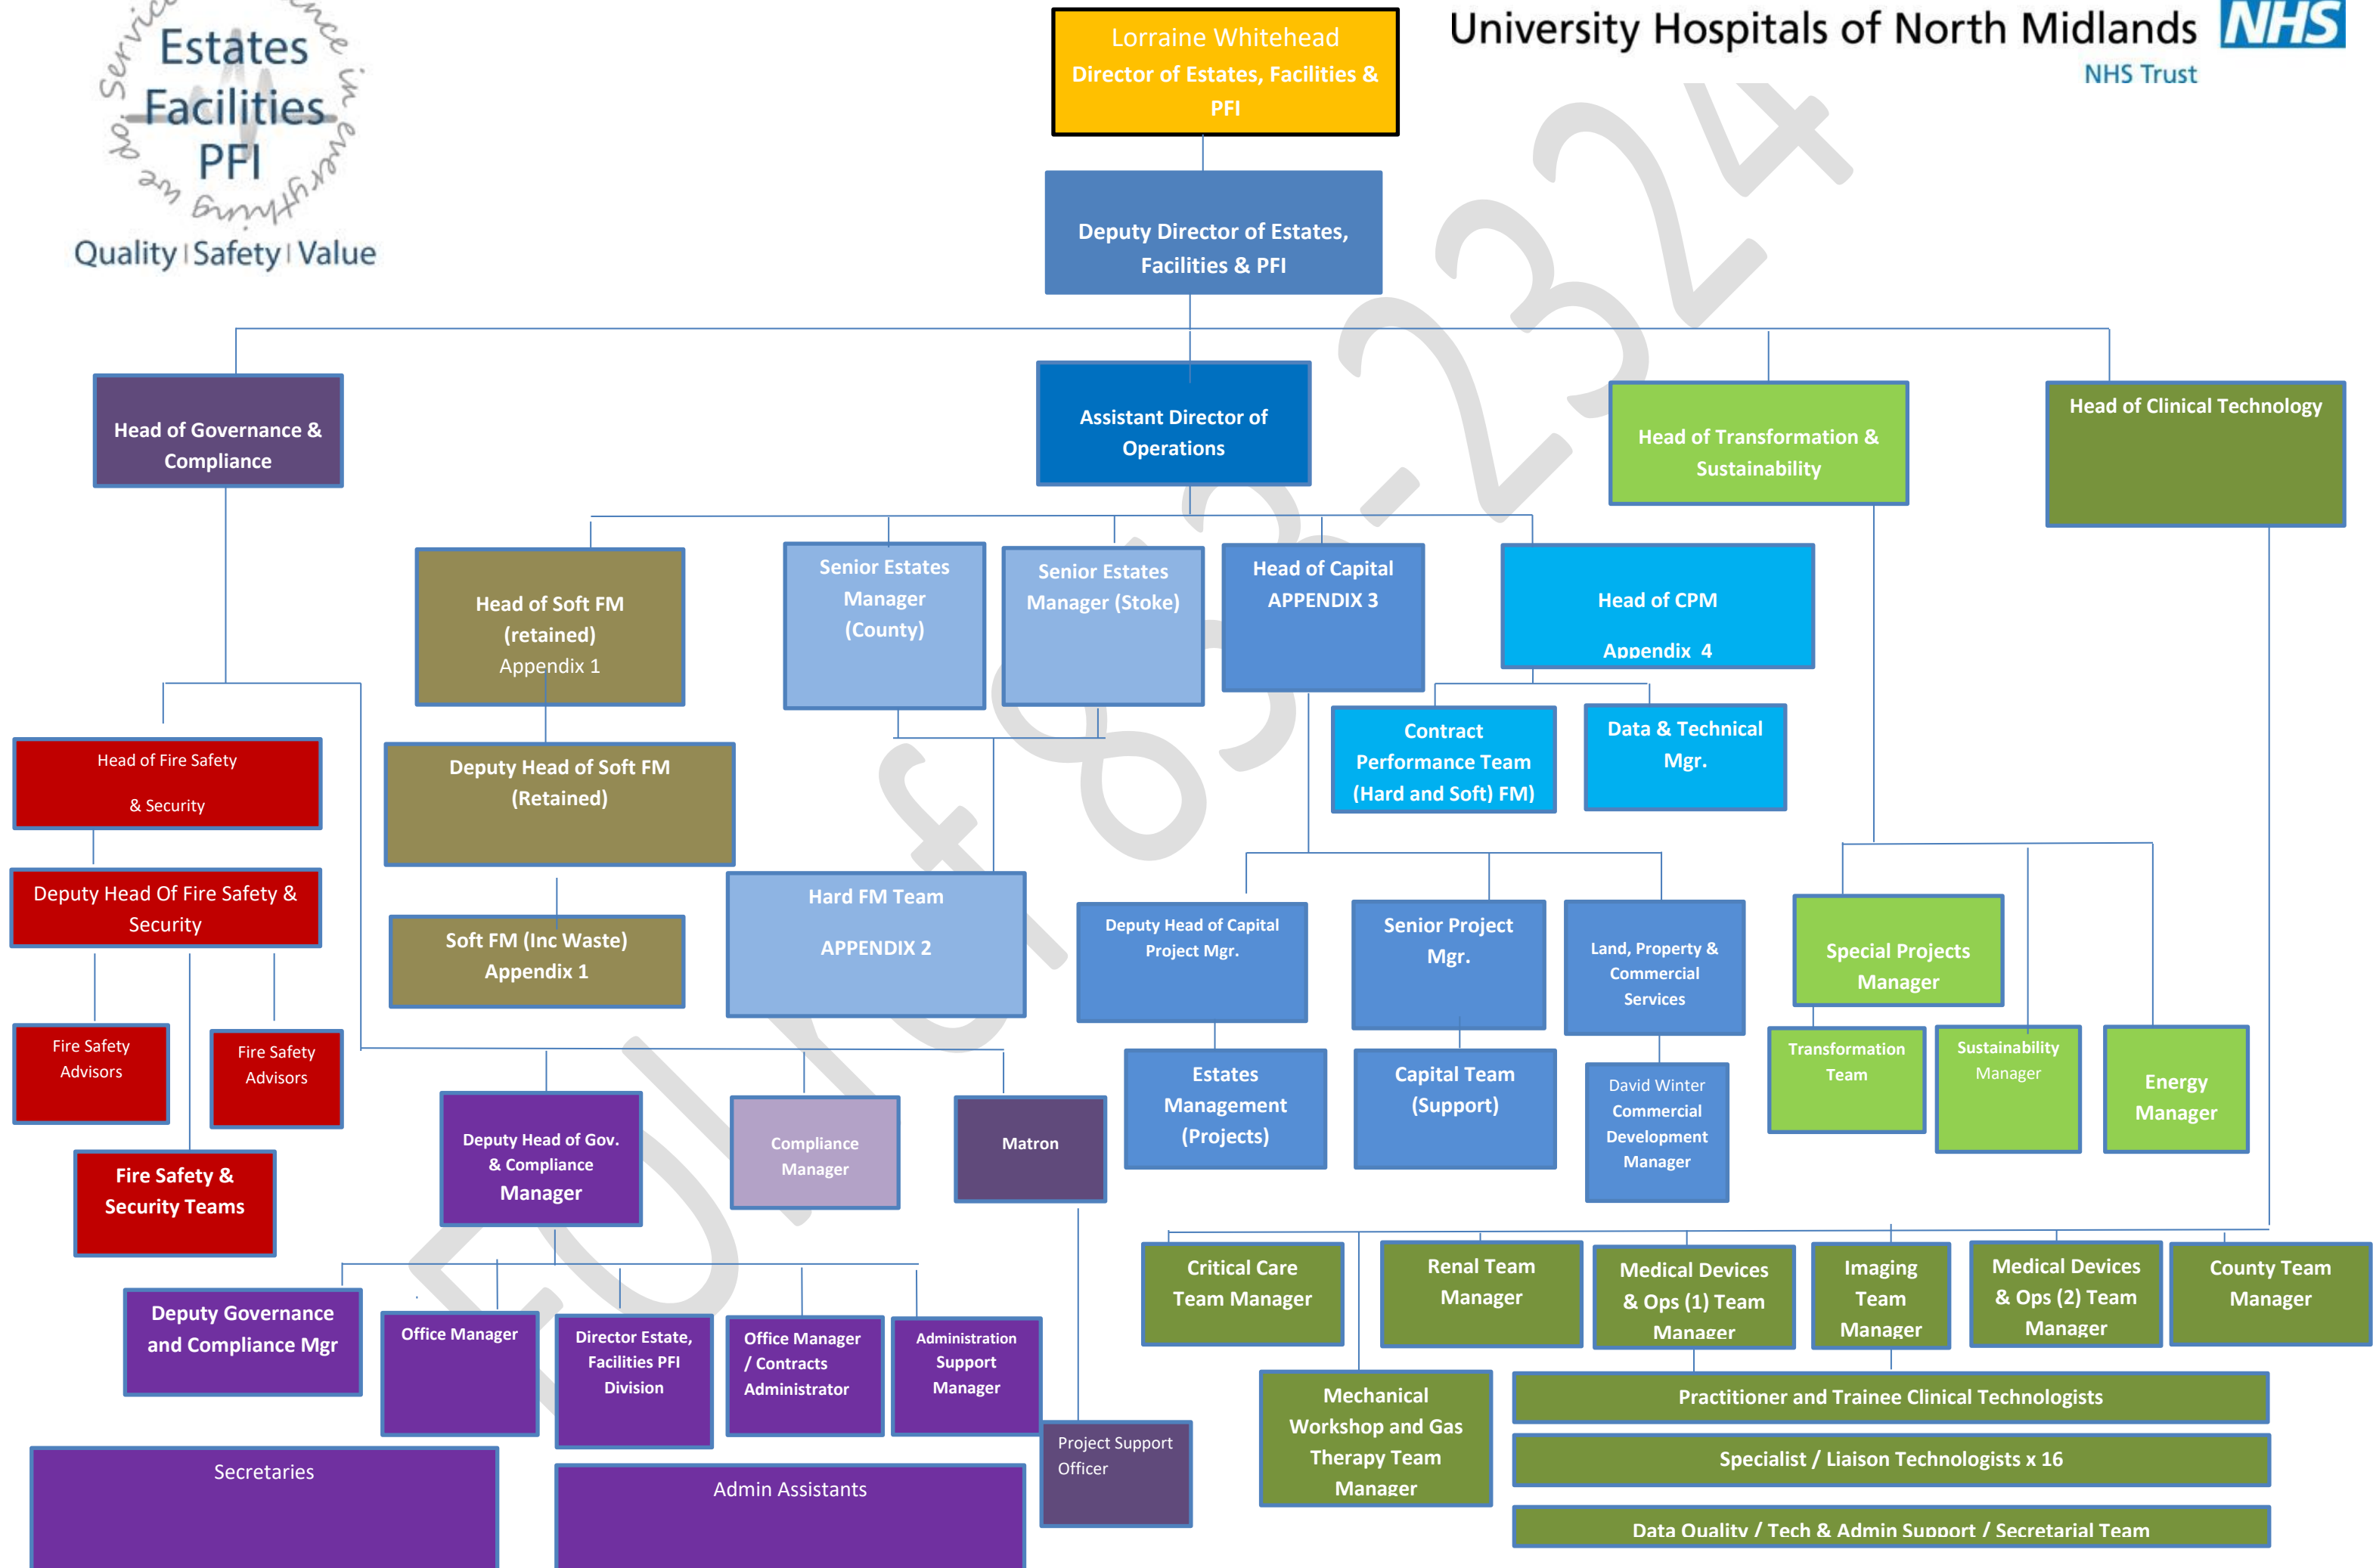 Estates
Facilities
PFI
Service
in everything we do.
Quality | Safety | Value
University Hospitals of North Midlands NHS
NHS Trust
Lorraine Whitehead
Director of Estates, Facilities &
PFI
Deputy Director of Estates,
Facilities & PFI
Head of Governance &
Compliance
Assistant Director of
Operations
Head of Transformation &
Sustainability
Head of Clinical Technology
Head of Soft FM
(retained)
Appendix 1
Senior Estates
Manager
(County)
Senior Estates
Manager (Stoke)
Head of Capital
APPENDIX 3
Head of CPM
Appendix 4
Contract
Performance Team
(Hard and Soft) FM)
Data & Technical
Mgr.
Head of Fire Safety
& Security
Deputy Head of Soft FM
(Retained)
Deputy Head Of Fire Safety &
Security
Soft FM (Inc Waste)
Appendix 1
Hard FM Team
APPENDIX 2
Deputy Head of Capital
Project Mgr.
Senior Project
Mgr.
Land, Property &
Commercial
Services
Special Projects
Manager
Fire Safety
Advisors
Fire Safety
Advisors
Fire Safety &
Security Teams
Estates
Management
(Projects)
Capital Team
(Support)
David Winter
Commercial
Development
Manager
Transformation
Team
Sustainability
Manager
Energy
Manager
Deputy Head of Gov.
& Compliance
Manager
Compliance
Manager
Matron
Deputy Governance
and Compliance Mgr
Office Manager
Director Estate,
Facilities PFI
Division
Office Manager
/ Contracts
Administrator
Administration
Support
Manager
Project Support
Officer
Secretaries
Admin Assistants
Critical Care
Team Manager
Renal Team
Manager
Medical Devices
& Ops (1) Team
Manager
Imaging
Team
Manager
Medical Devices
& Ops (2) Team
Manager
County Team
Manager
Mechanical
Workshop and Gas
Therapy Team
Manager
Practitioner and Trainee Clinical Technologists
Specialist / Liaison Technologists x 16
Data Quality / Tech & Admin Support / Secretarial Team